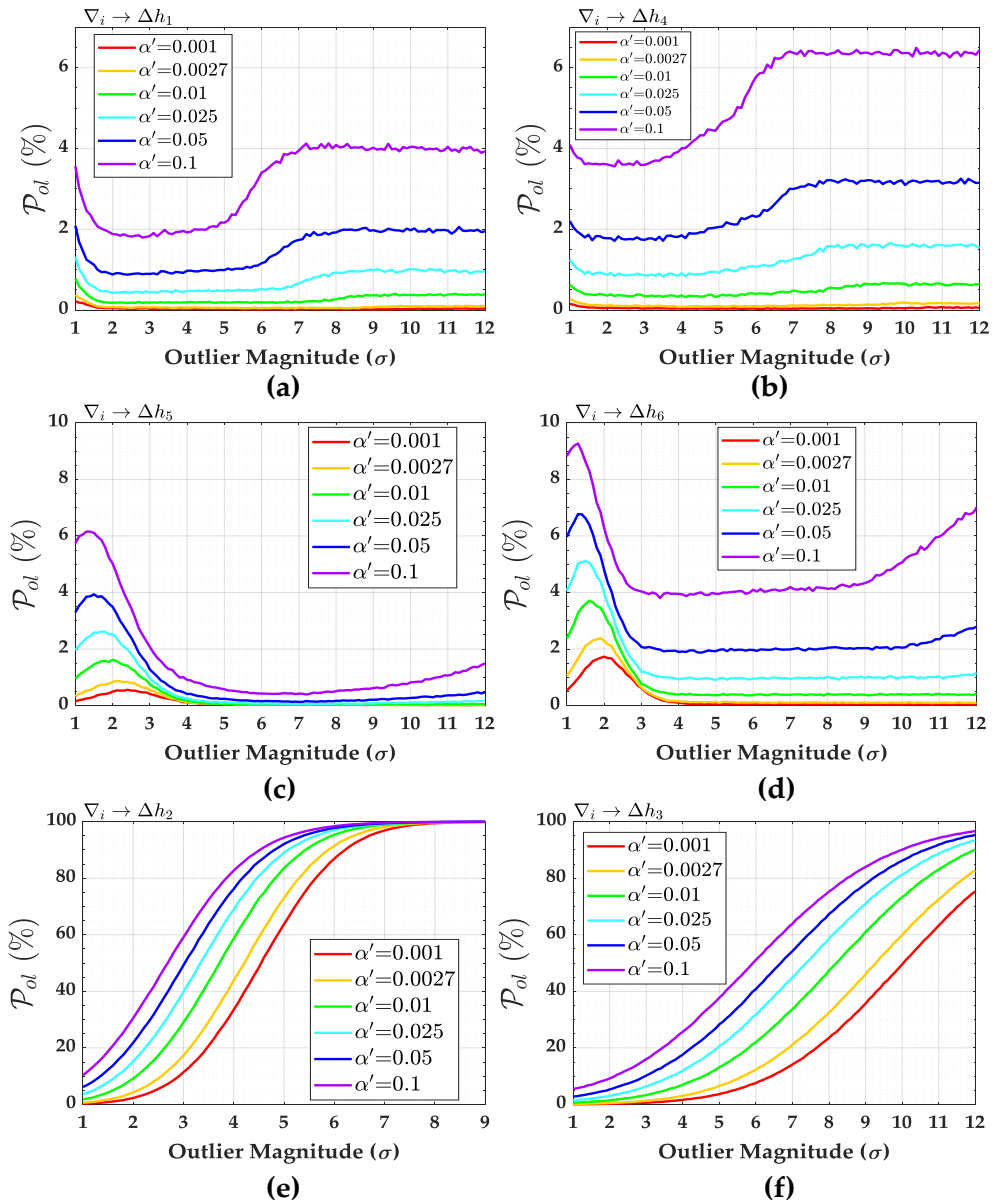 ∇i → Δh1
α′=0.001
α′=0.0027
α′=0.01
α′=0.025
α′=0.05
α′=0.1
Pol (%)
6
4
2
0
1 2 3 4 5 6 7 8 9 10 11 12
Outlier Magnitude (σ)
(a)
∇i → Δh4
α′=0.001
α′=0.0027
α′=0.01
α′=0.025
α′=0.05
α′=0.1
Pol (%)
6
4
2
0
1 2 3 4 5 6 7 8 9 10 11 12
Outlier Magnitude (σ)
(b)
∇i → Δh5
α′=0.001
α′=0.0027
α′=0.01
α′=0.025
α′=0.05
α′=0.1
Pol (%)
10
8
6
4
2
0
1 2 3 4 5 6 7 8 9 10 11 12
Outlier Magnitude (σ)
(c)
∇i → Δh6
α′=0.001
α′=0.0027
α′=0.01
α′=0.025
α′=0.05
α′=0.1
Pol (%)
10
8
6
4
2
0
1 2 3 4 5 6 7 8 9 10 11 12
Outlier Magnitude (σ)
(d)
∇i → Δh2
α′=0.001
α′=0.0027
α′=0.01
α′=0.025
α′=0.05
α′=0.1
Pol (%)
100
80
60
40
20
0
1 2 3 4 5 6 7 8 9
Outlier Magnitude (σ)
(e)
∇i → Δh3
α′=0.001
α′=0.0027
α′=0.01
α′=0.025
α′=0.05
α′=0.1
Pol (%)
100
80
60
40
20
0
1 2 3 4 5 6 7 8 9 10 11 12
Outlier Magnitude (σ)
(f)